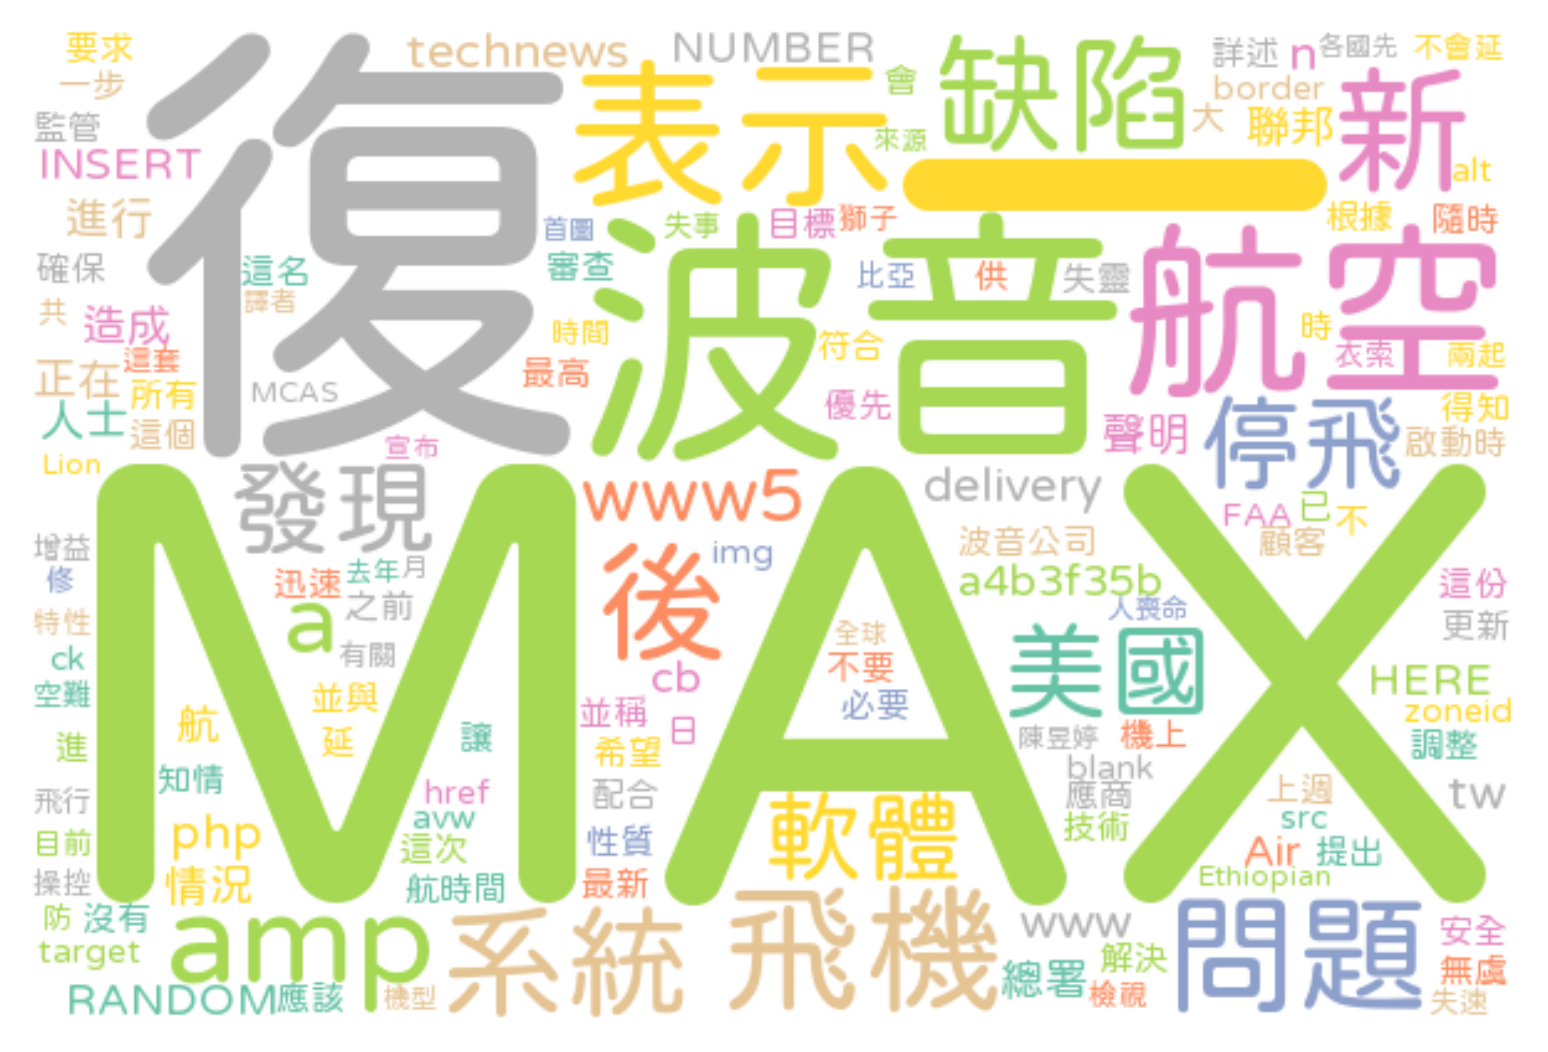 要求
technews
NUMBER
詳述
n
各國先
不會延
一步
復
表示
會
缺陷
border
新
監管
來源
大
聯邦
INSERT
一
alt
進行
首圖
失事
目標
獅子
根據
隨時
確保
這名
審查
波音
比亞
供
失靈
航空
共
譯者
造成
時間
符合
時
衣索
兩起
正在
這套
所有
MCAS
最高
優先
聲明
停飛
得知
人士
這個
宣布
啟動時
Lion
MAX
發現
www5
delivery
FAA
已
不
增益
後
img
波音公司
顧客
修
迅速
去年
月
a4b3f35b
這份
特性
a
之前
人喪命
更新
ck
有關
全球
美國
空難
並與
cb
不要
HERE
航
並稱
日
必要
zoneid
進
延
讓
希望
陳昱婷
機上
調整
知情
blank
飛行
href
配合
應商
上週
tw
目前
php
avw
性質
軟體
技術
src
操控
情況
這次
最新
Air
提出
航時間
Ethiopian
防
沒有
amp
系統
飛機
www
問題
安全
target
總署
解決
無虞
RANDOM
應該
機型
檢視
失速